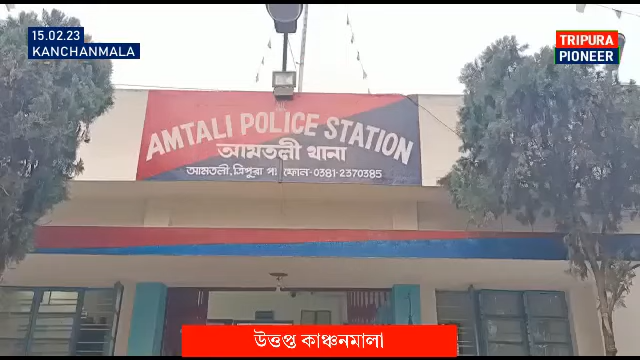 15.02.23
KANCHANMALA
TRIPURA
PIONEER
AMTALI POLICE STATION
আমতলী থানা
আমতলী, ত্রিপুরা পঃ ফোন-0381-2370385
উত্তপ্ত কাঞ্চনমালা